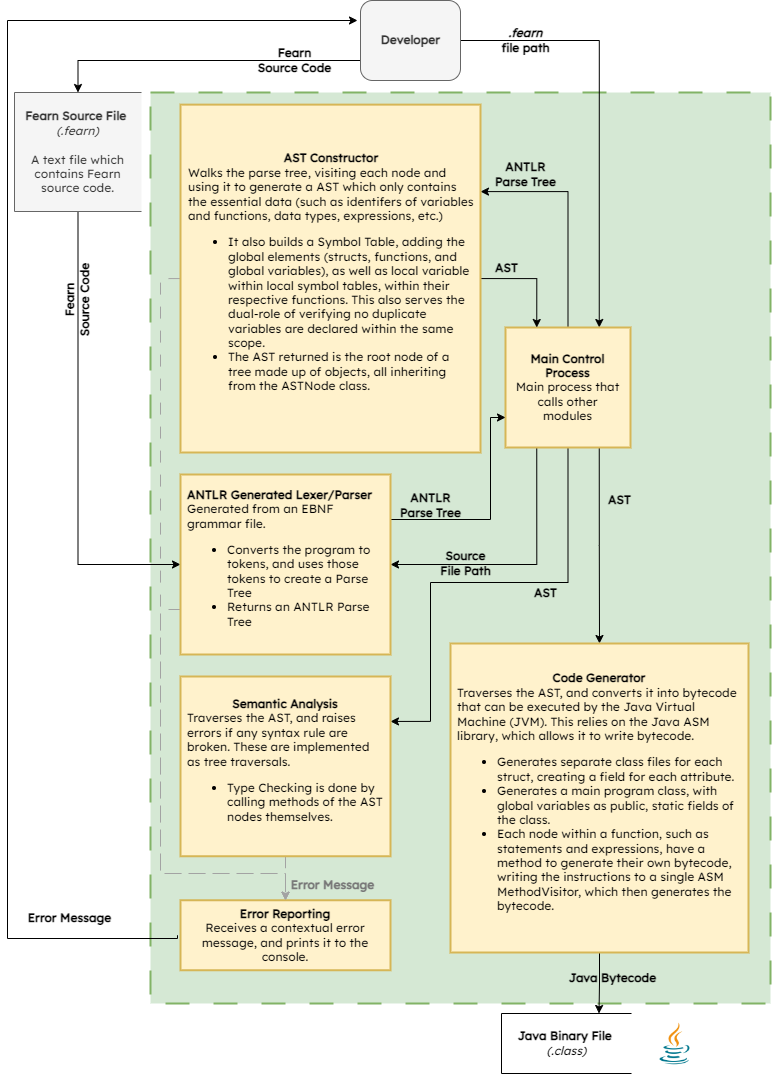 Developer
.fearn
file path
Fearn
Source Code
Fearn Source File
(.fearn)
A text file which
contains Fearn
source code.
AST Constructor
Walks the parse tree, visiting each node and
using it to generate a AST which only contains
the essential data (such as identifers of variables
and functions, data types, expressions, etc.)
It also builds a Symbol Table, adding the
global elements (structs, functions, and
global variables), as well as local variable
within local symbol tables, within their
respective functions. This also serves the
dual-role of verifying no duplicate
variables are declared within the same
scope.
The AST returned is the root node of a
tree made up of objects, all inheriting
from the ASTNode class.
ANTLR
Parse Tree
AST
Fearn
Source Code
Main Control
Process
Main process that
calls other
modules
ANTLR Generated Lexer/Parser
Generated from an EBNF
grammar file.
Converts the program to
tokens, and uses those
tokens to create a Parse
Tree
Returns an ANTLR Parse
Tree
ANTLR
Parse Tree
AST
Source
File Path
AST
Semantic Analysis
Traverses the AST, and raises
errors if any syntax rule are
broken. These are implemented
as tree traversals.
Type Checking is done by
calling methods of the AST
nodes themselves.
Code Generator
Traverses the AST, and converts it into bytecode
that can be executed by the Java Virtual
Machine (JVM). This relies on the Java ASM
library, which allows it to write bytecode.
Generates separate class files for each
struct, creating a field for each attribute.
Generates a main program class, with
global variables as public, static fields of
the class.
Each node within a function, such as
statements and expressions, have a
method to generate their own bytecode,
writing the instructions to a single ASM
MethodVisitor, which then generates the
bytecode.
Error Message
Error Message
Error Reporting
Receives a contextual error
message, and prints it to the
console.
Java Bytecode
Java Binary File
(.class)